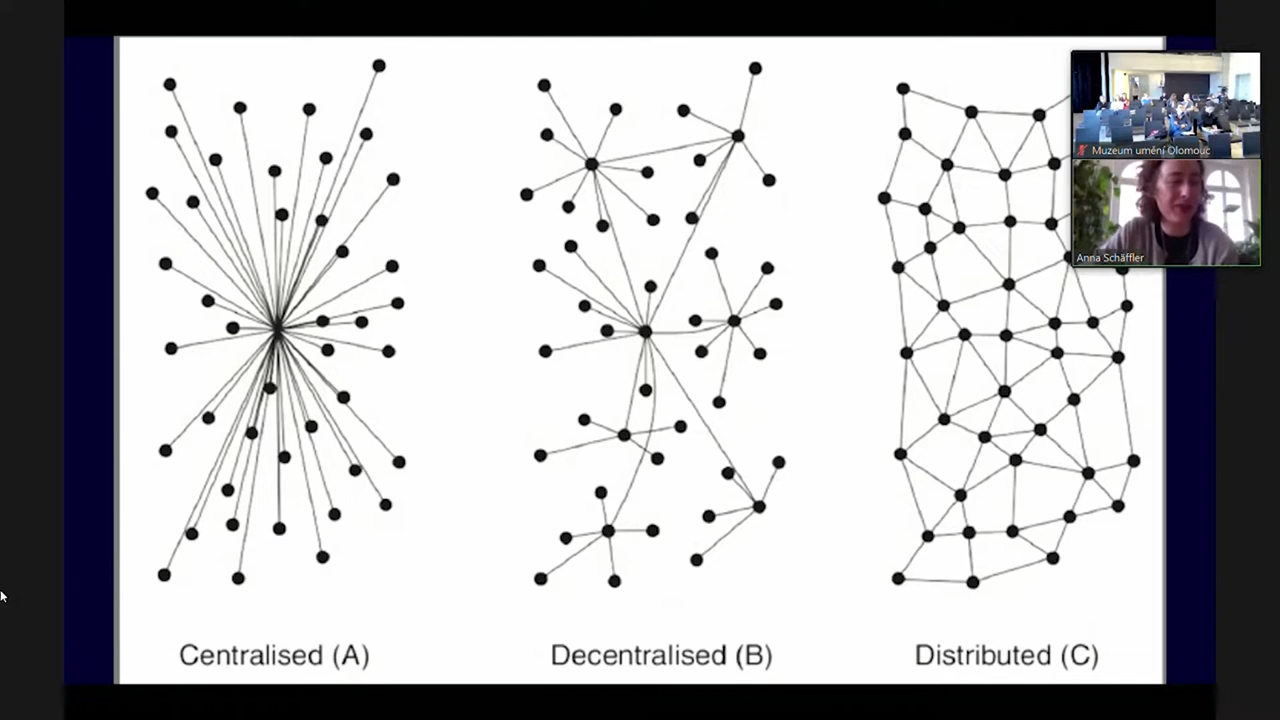 Muzeum umění Olomouc
Anna Schäffler
Centralised (A)
Decentralised (B)
Distributed (C)